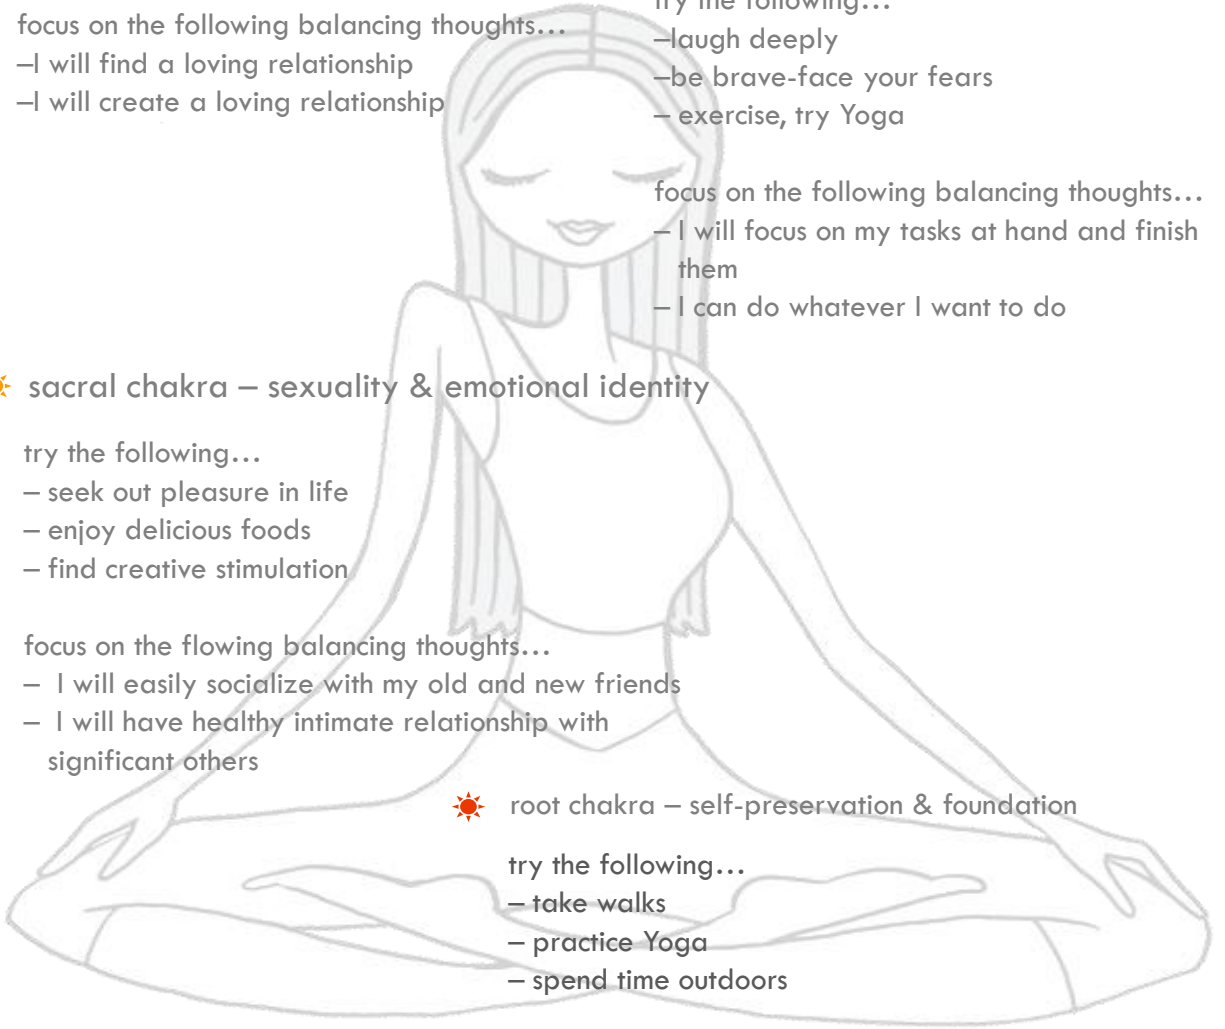 focus on the following balancing thoughts…
–I will find a loving relationship
–I will create a loving relationship
try the following…
–laugh deeply
–be brave-face your fears
– exercise, try Yoga
focus on the following balancing thoughts…
– I will focus on my tasks at hand and finish
them
– I can do whatever I want to do
sacral chakra – sexuality & emotional identity
try the following…
– seek out pleasure in life
– enjoy delicious foods
– find creative stimulation
focus on the flowing balancing thoughts…
– I will easily socialize with my old and new friends
– I will have healthy intimate relationship with
significant others
root chakra – self-preservation & foundation
try the following…
– take walks
– practice Yoga
– spend time outdoors